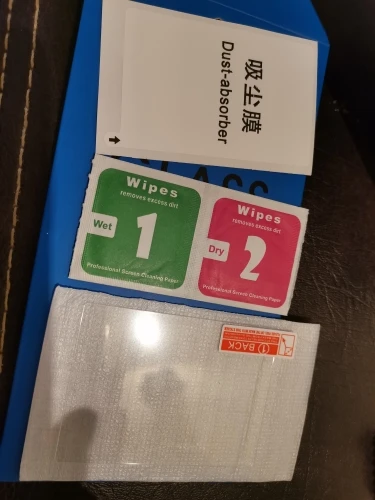 吸尘膜
Dust-absorber
GLASS
Wipes
removes excess dirt
Wet
1
Professional Screen Cleaning Paper
Wipes
removes excess dirt
Dry
2
Professional Screen Cleaning Paper
① BACK